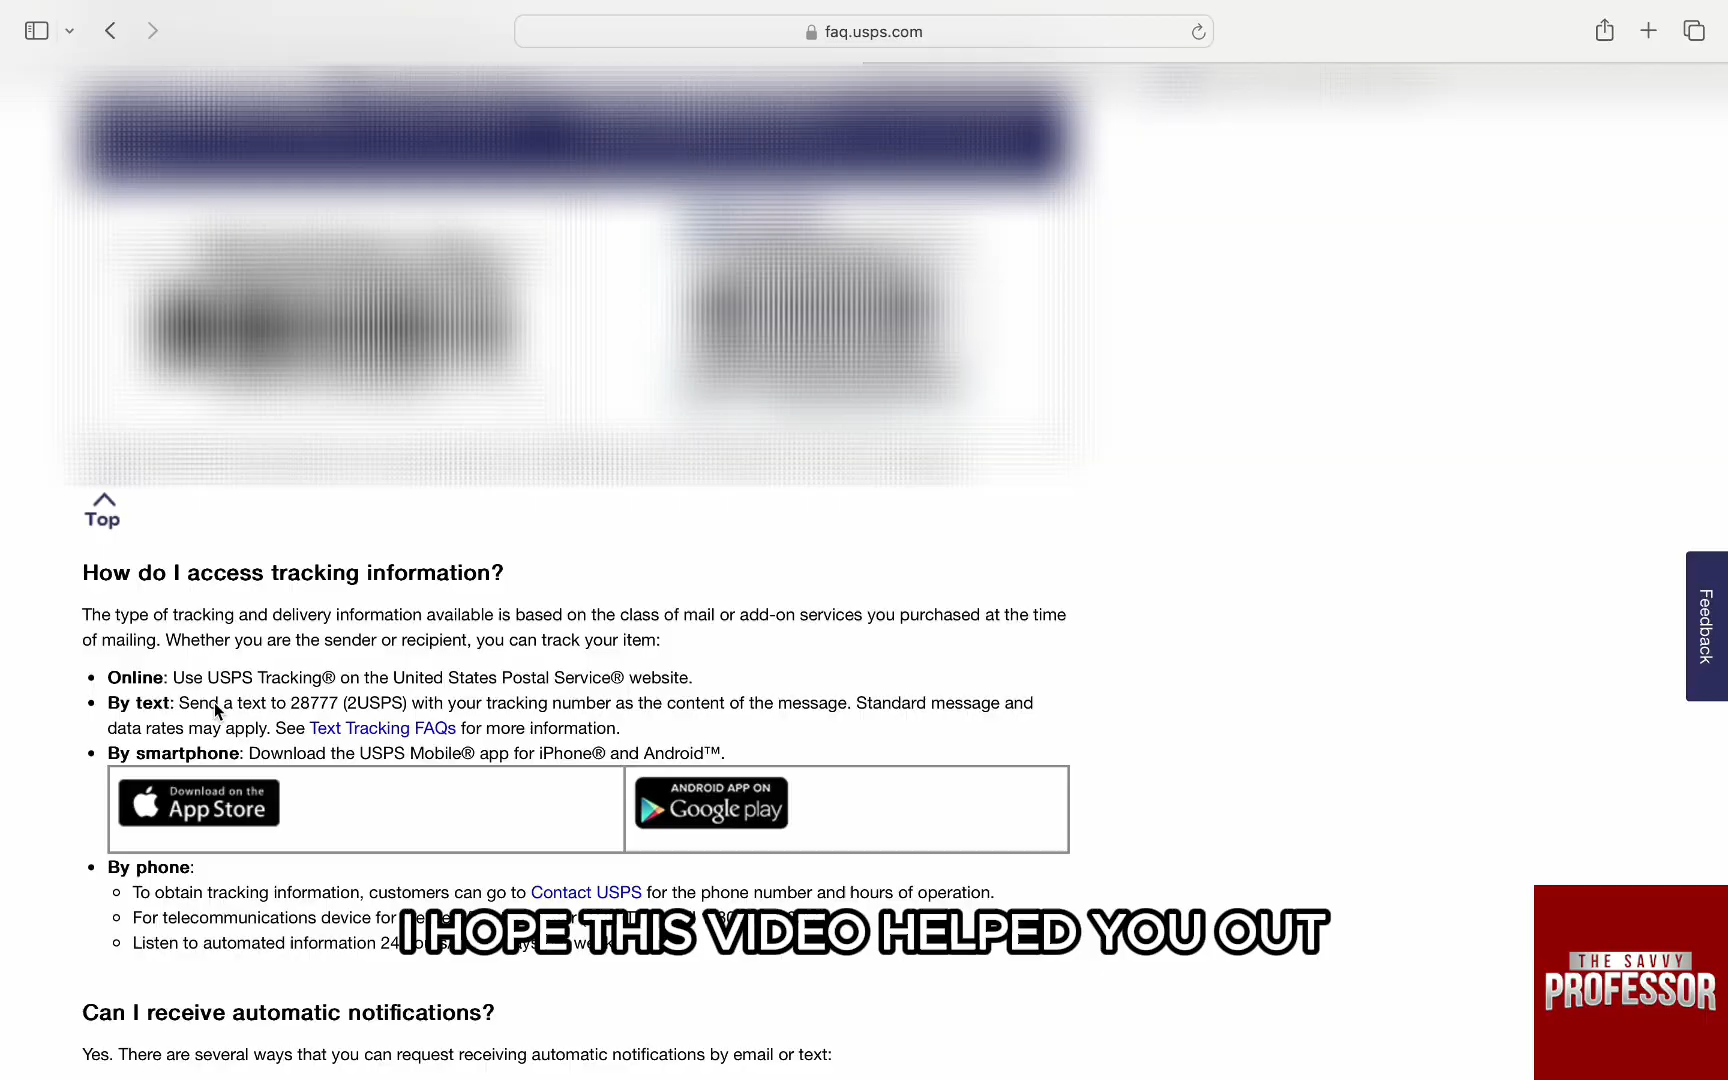 faq.usps.com
Top
How do I access tracking information?
The type of tracking and delivery information available is based on the class of mail or add-on services you purchased at the time
of mailing. Whether you are the sender or recipient, you can track your item:
Online: Use USPS Tracking® on the United States Postal Service® website.
By text: Send a text to 28777 (2USPS) with your tracking number as the content of the message. Standard message and
data rates may apply. See Text Tracking FAQs for more information.
By smartphone: Download the USPS Mobile® app for iPhone® and Android™.
Download on the
App Store
ANDROID APP ON
Google play
By phone:
To obtain tracking information, customers can go to Contact USPS for the phone number and hours of operation.
For telecommunications device for
Listen to automated information 24
I HOPE THIS VIDEO HELPED YOU OUT
Can I receive automatic notifications?
Yes. There are several ways that you can request receiving automatic notifications by email or text:
Feedback
THE SAVVY
PROFESSOR